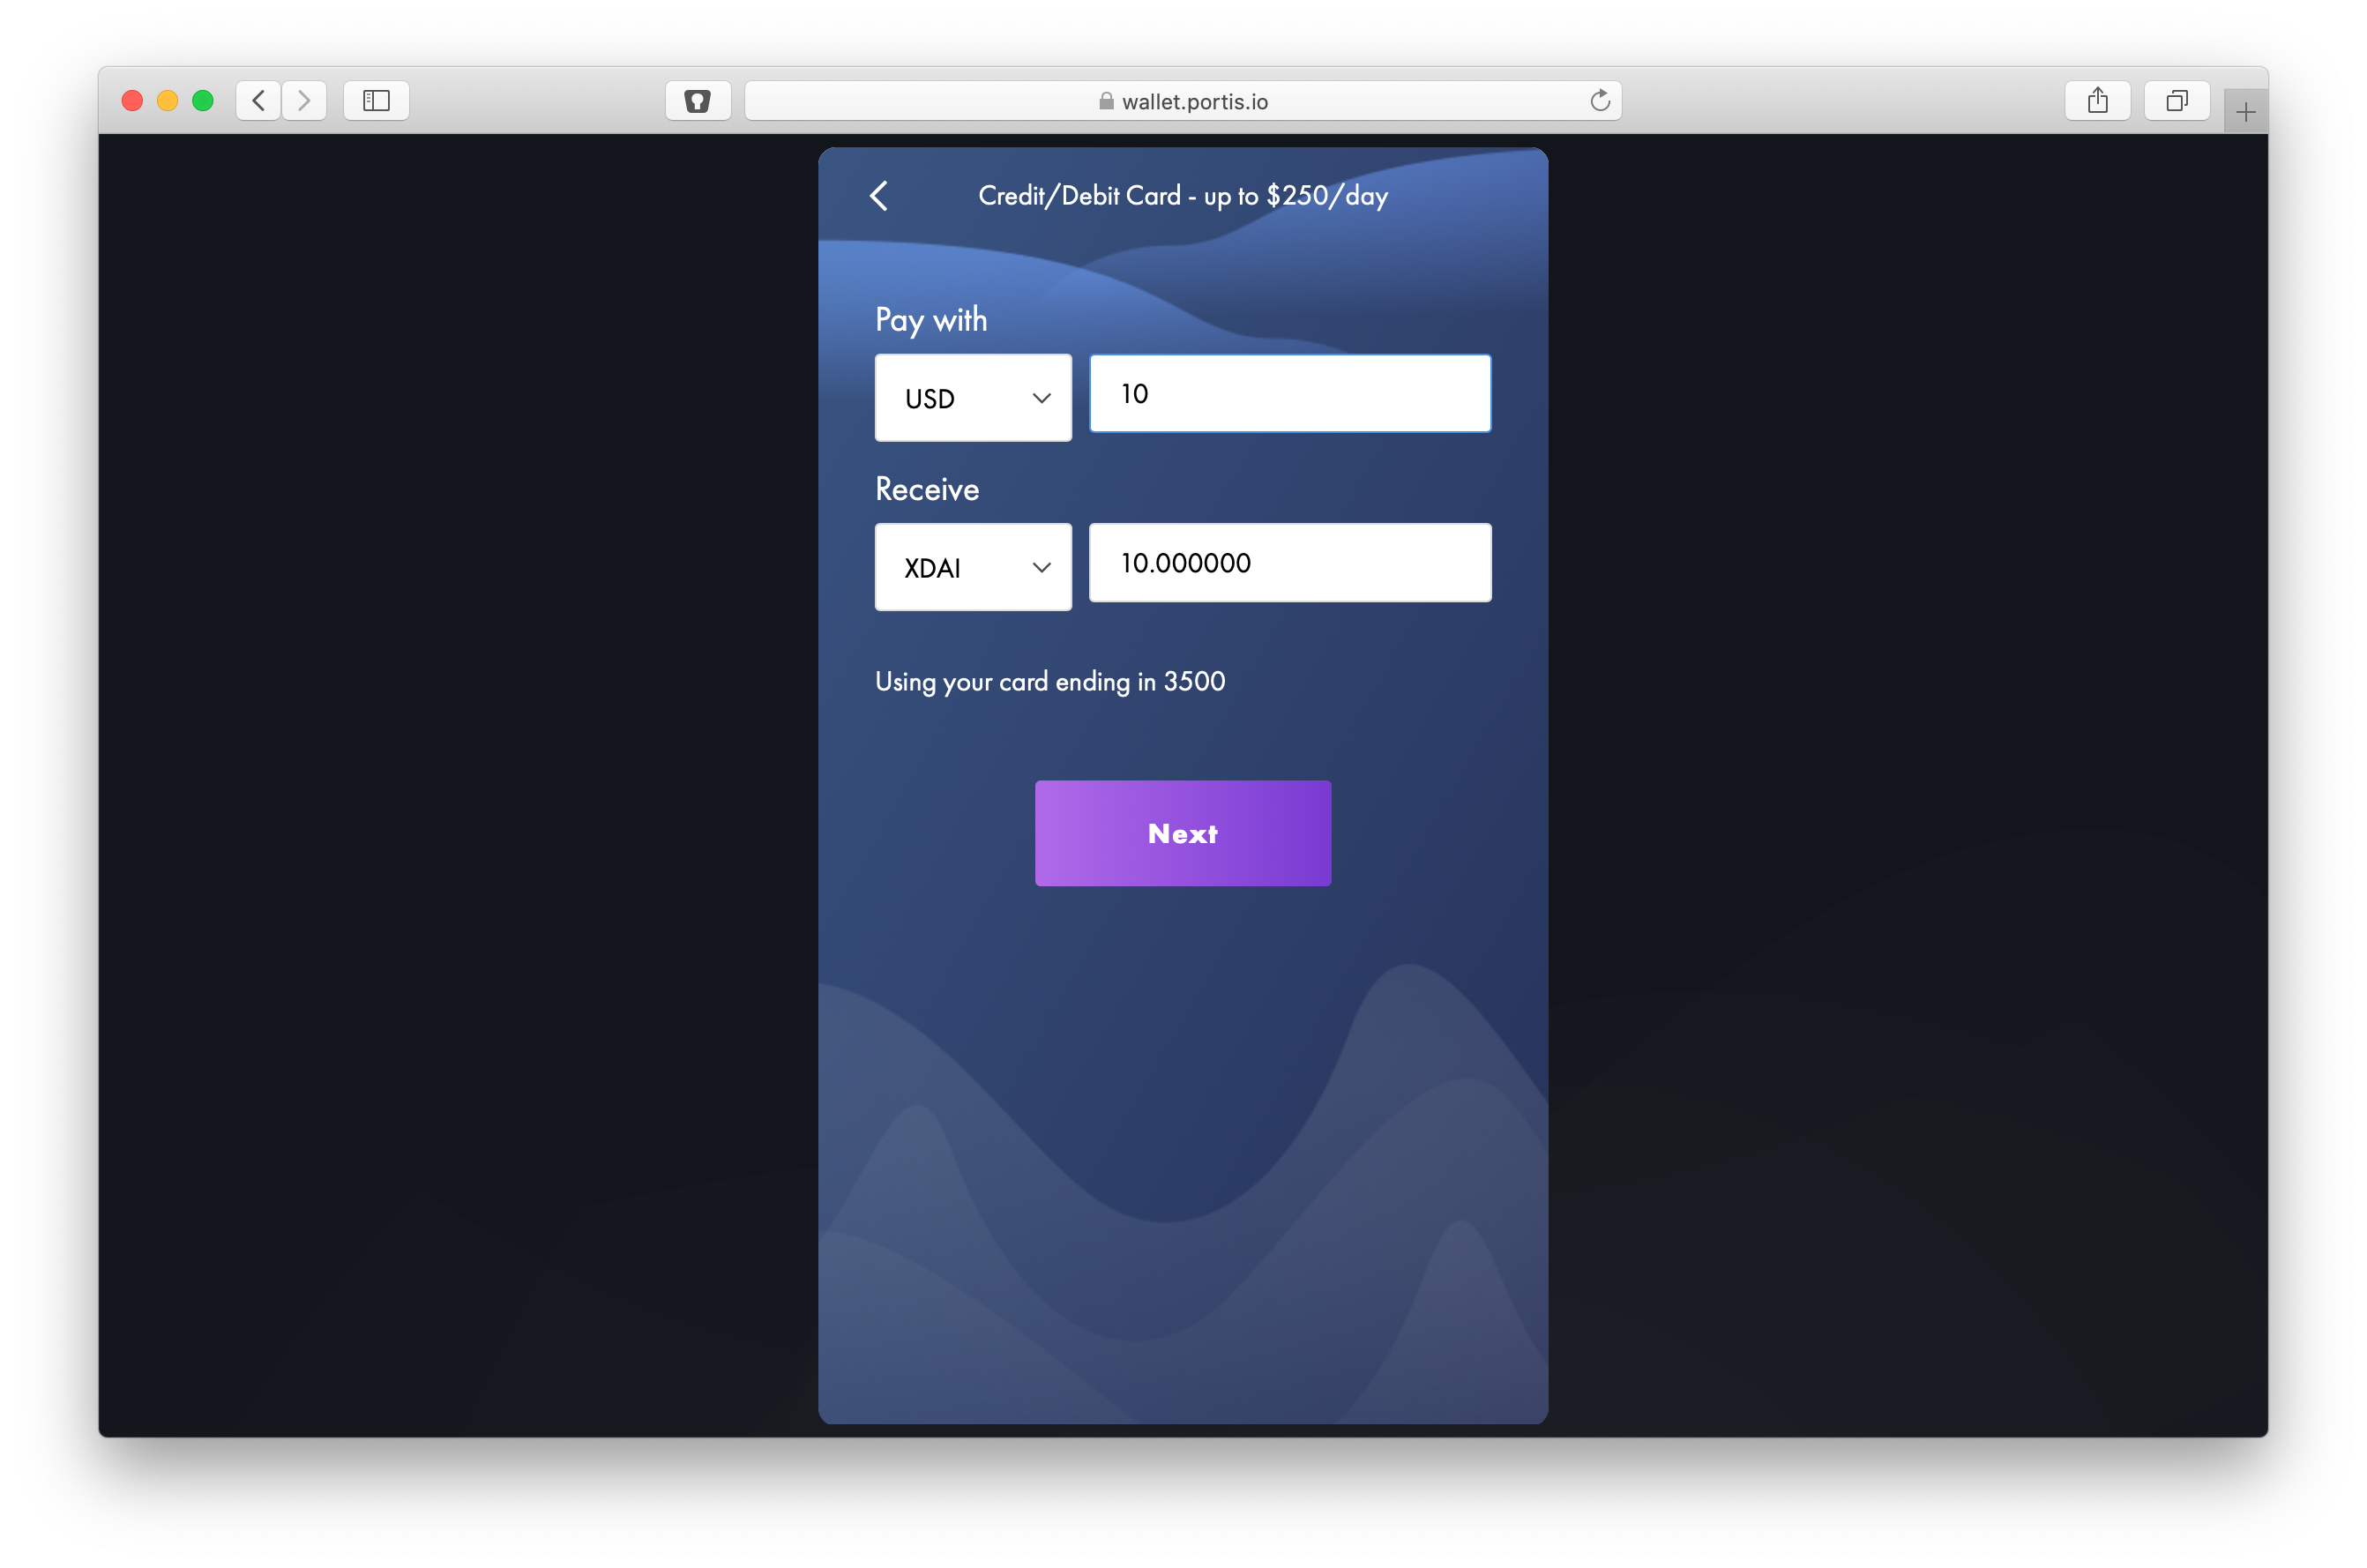 wallet.portis.io
Credit/Debit Card - up to $250/day
Pay with
USD
10
Receive
XDAI
10.000000
Using your card ending in 3500
Next